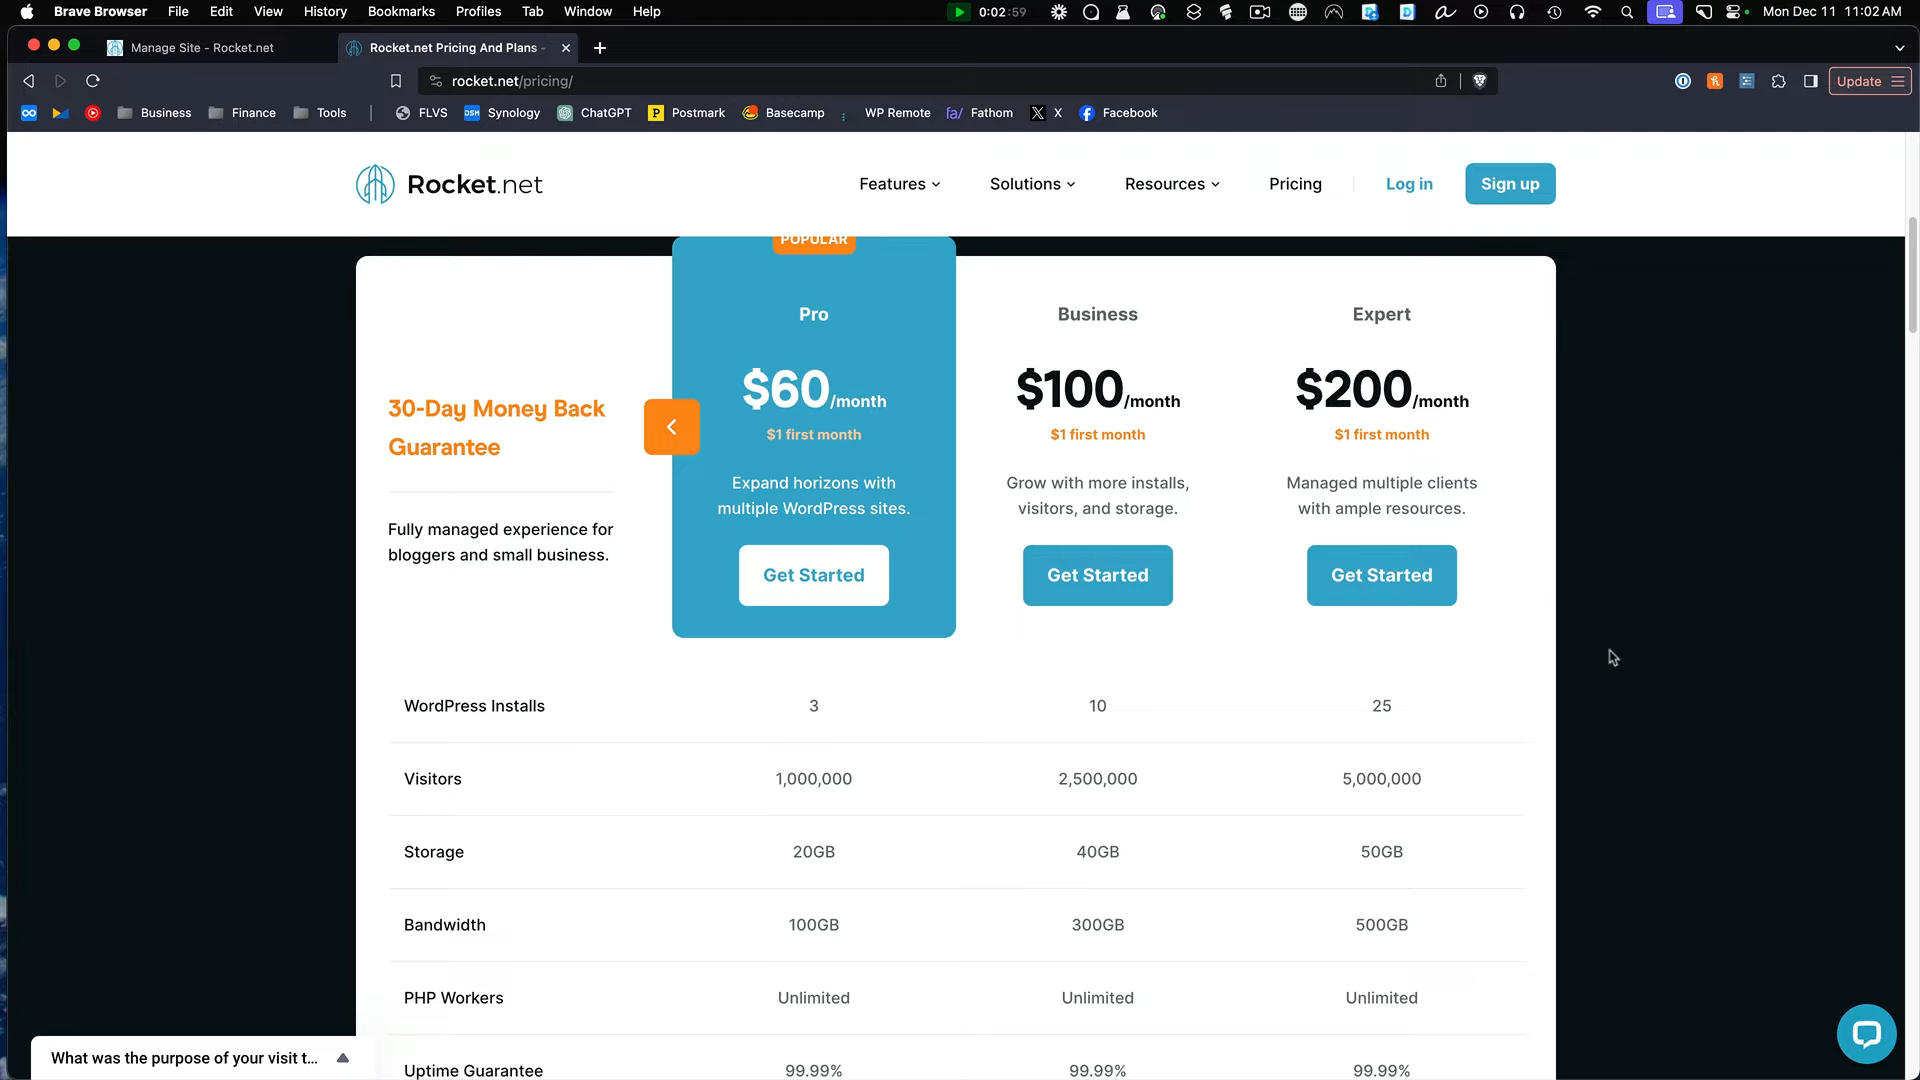 Brave Browser File Edit View History Bookmarks Profiles Tab Window Help 0:02:59 Mon Dec 11 11:02 AM
Manage Site - Rocket.net Rocket.net Pricing And Plans -
rocket.net/pricing/ Update
Business Finance Tools FLVS DSM Synology ChatGPT P Postmark Basecamp WP Remote fa/ Fathom X X Facebook
Rocket.net Features Solutions Resources Pricing Log in Sign up
POPULAR
Pro Business Expert
$60/month $100/month $200/month
$1 first month $1 first month $1 first month
30-Day Money Back
Guarantee
Expand horizons with
multiple WordPress sites.
Grow with more installs,
visitors, and storage.
Managed multiple clients
with ample resources.
Fully managed experience for
bloggers and small business.
Get Started Get Started Get Started
WordPress Installs 3 10 25
Visitors 1,000,000 2,500,000 5,000,000
Storage 20GB 40GB 50GB
Bandwidth 100GB 300GB 500GB
PHP Workers Unlimited Unlimited Unlimited
Uptime Guarantee 99.99% 99.99% 99.99%
What was the purpose of your visit t...